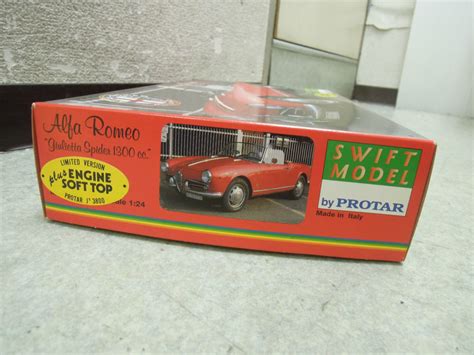 Alfa Romeo
"Giulietta Spider 1300 cc."
LIMITED VERSION
plus ENGINE
SOFT TOP
PROTAR
3800
1:24
SWIFT
MODEL
by PROTAR
Made in Italy